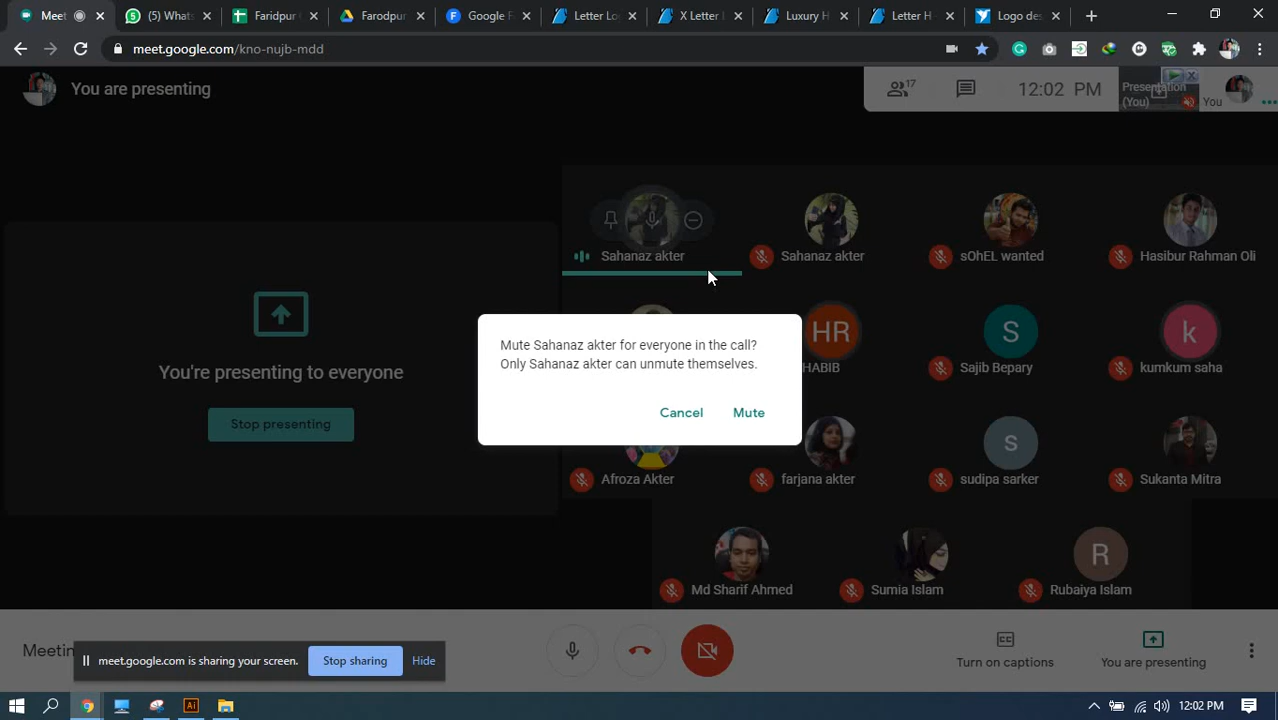 Meet
(5) Whats
Faridpur C
Farodpur
Google F
Letter Lo
X Letter L
Luxury H
Letter H
Logo des
meet.google.com/kno-nujb-mdd
You are presenting
17
12:02 PM
Presentation
(You)
You
Sahanaz akter
Sahanaz akter
sOhEL wanted
Hasibur Rahman Oli
You're presenting to everyone
Stop presenting
Mute Sahanaz akter for everyone in the call?
Only Sahanaz akter can unmute themselves.
Cancel
Mute
HR
HABIB
S
Sajib Bepary
k
kumkum saha
Afroza Akter
farjana akter
s
sudipa sarker
Sukanta Mitra
Md Sharif Ahmed
Sumia Islam
R
Rubaiya Islam
Meetin
meet.google.com is sharing your screen.
Stop sharing
Hide
CC
Turn on captions
You are presenting
Ai
12:02 PM